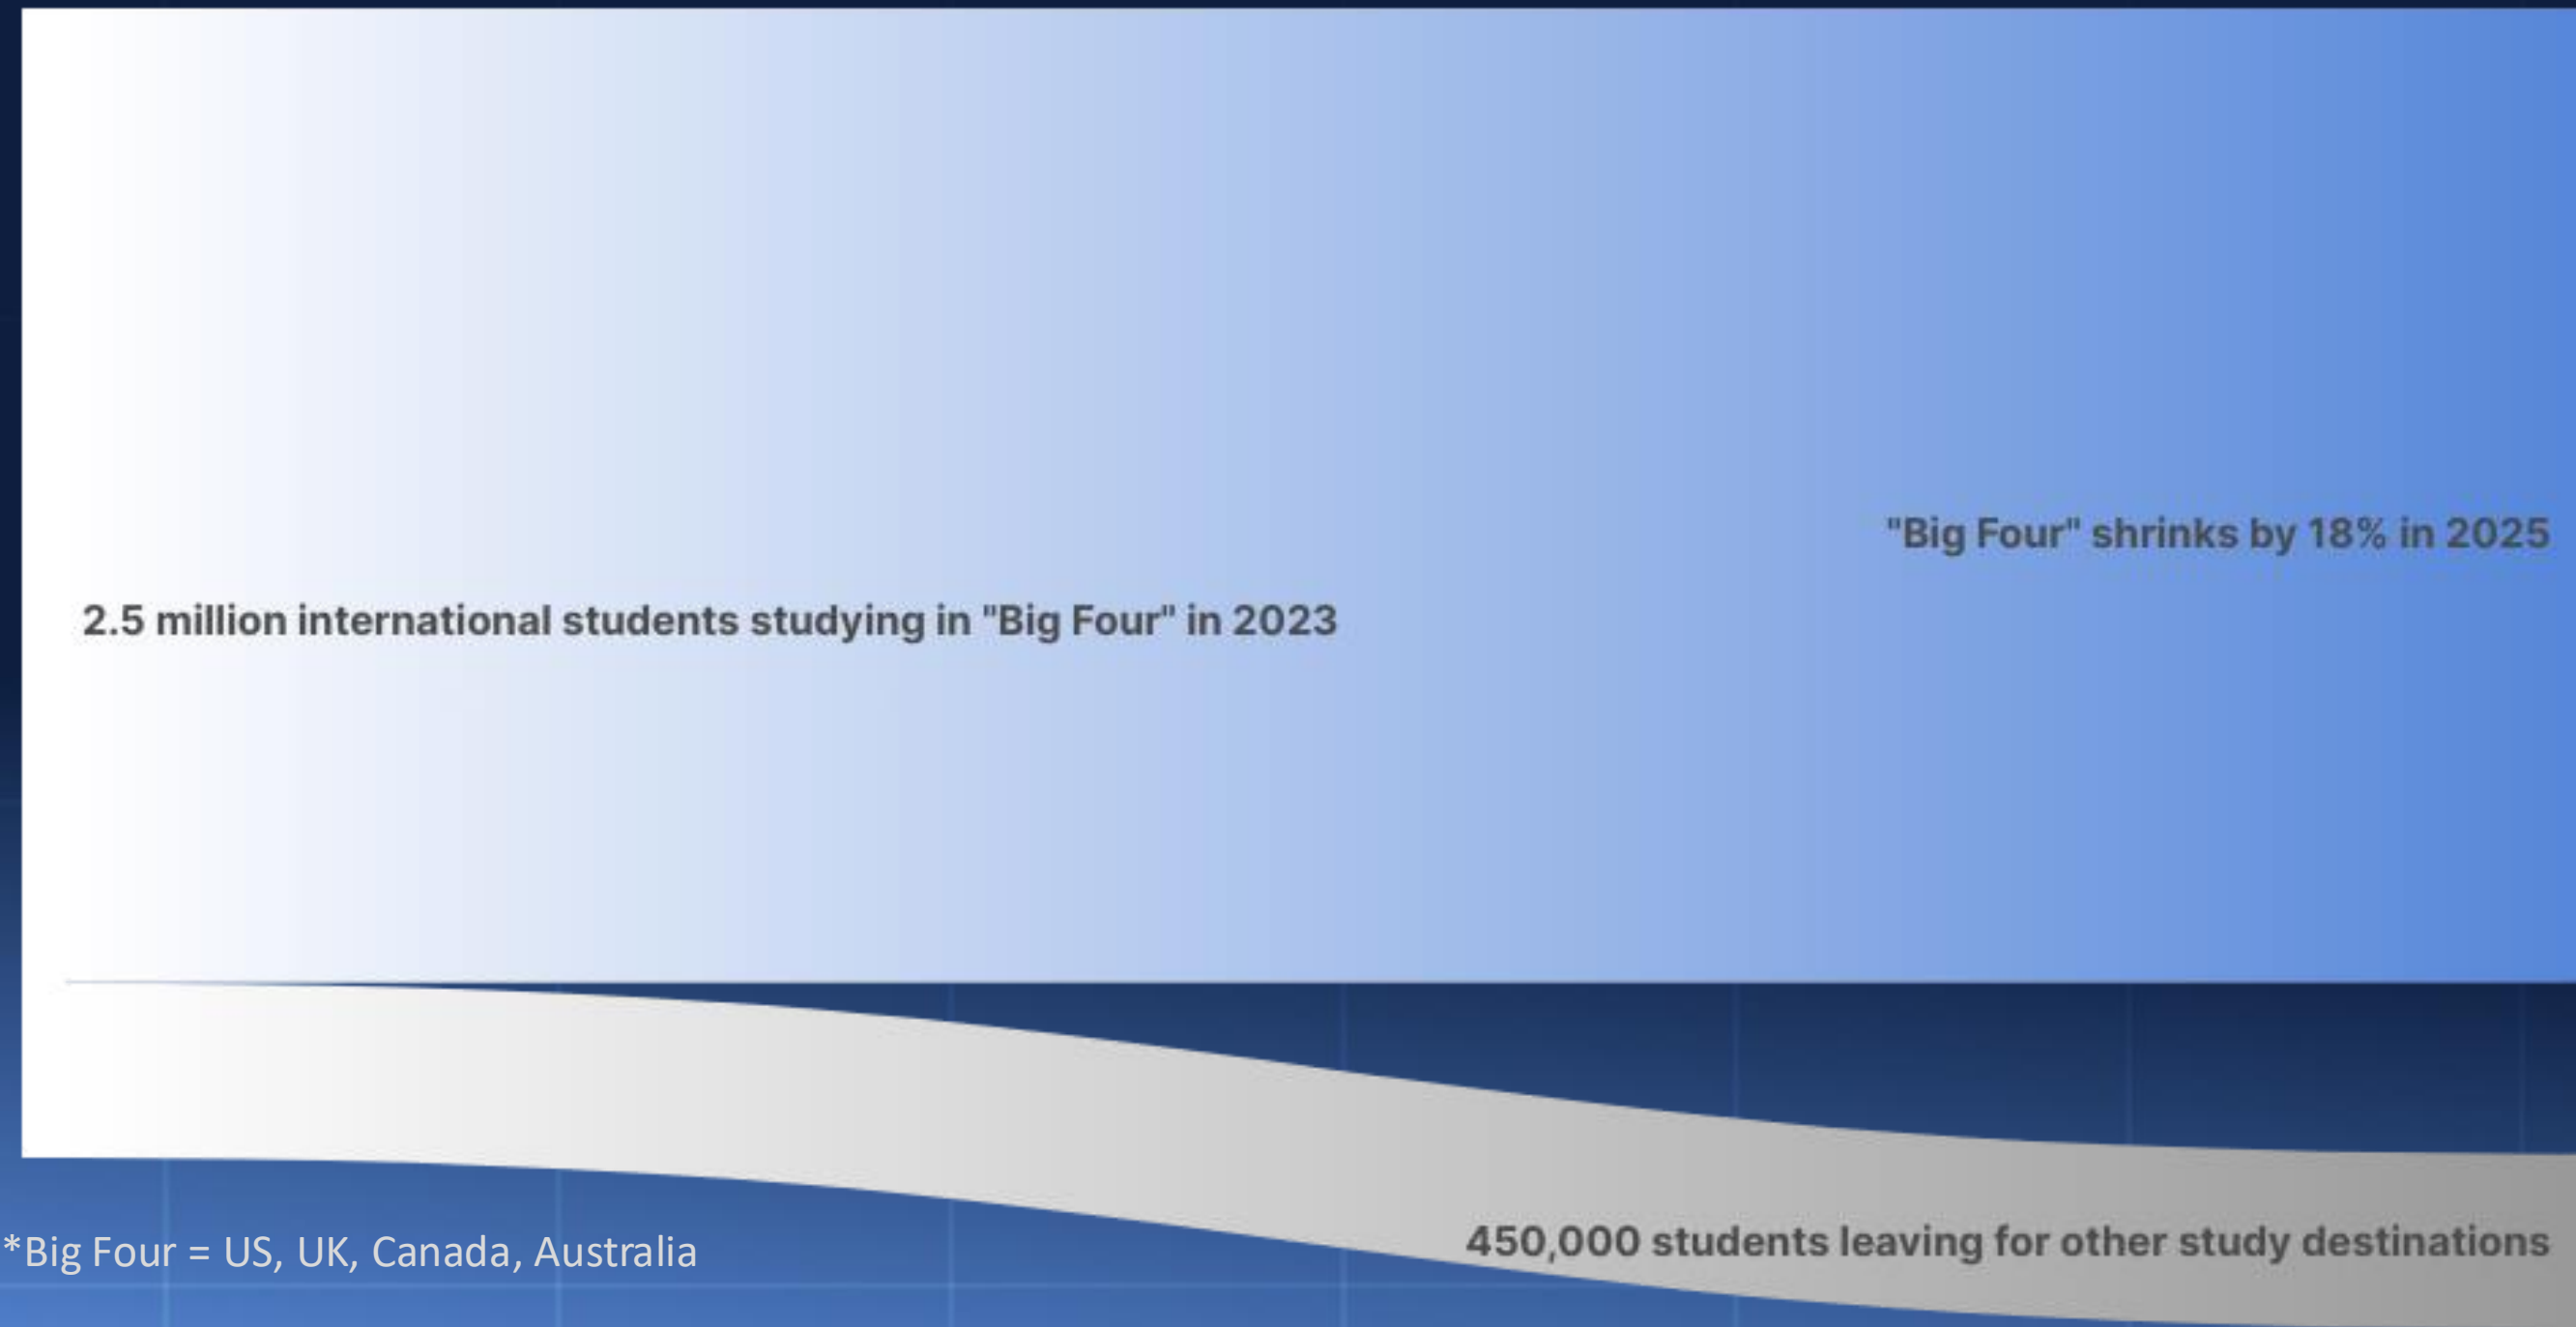 "Big Four" shrinks by 18% in 2025
2.5 million international students studying in "Big Four" in 2023
450,000 students leaving for other study destinations
*Big Four = US, UK, Canada, Australia